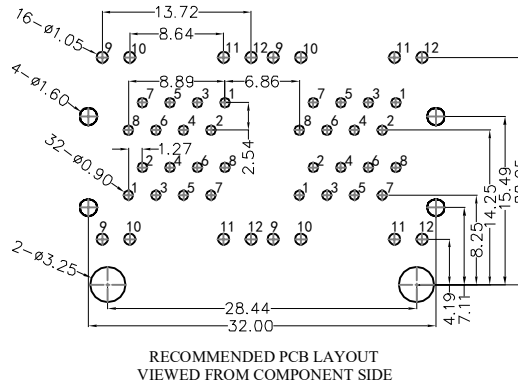 13.72
16-ø1.05
9 10 8.64 11 12 9 10 11 12
4-ø1.60
8.89 6.86
7 5 3 1 7 5 3 1
8 6 4 2 8 6 4 2
2.54
1.27
32-ø0.90
2 4 6 8 2 4 6 8
1 3 5 7 1 3 5 7
9 10 11 12 9 10 11 12
2-ø3.25
4.19
7.11
8.25
14.25
15.49
28.44
32.00
RECOMMENDED PCB LAYOUT
VIEWED FROM COMPONENT SIDE